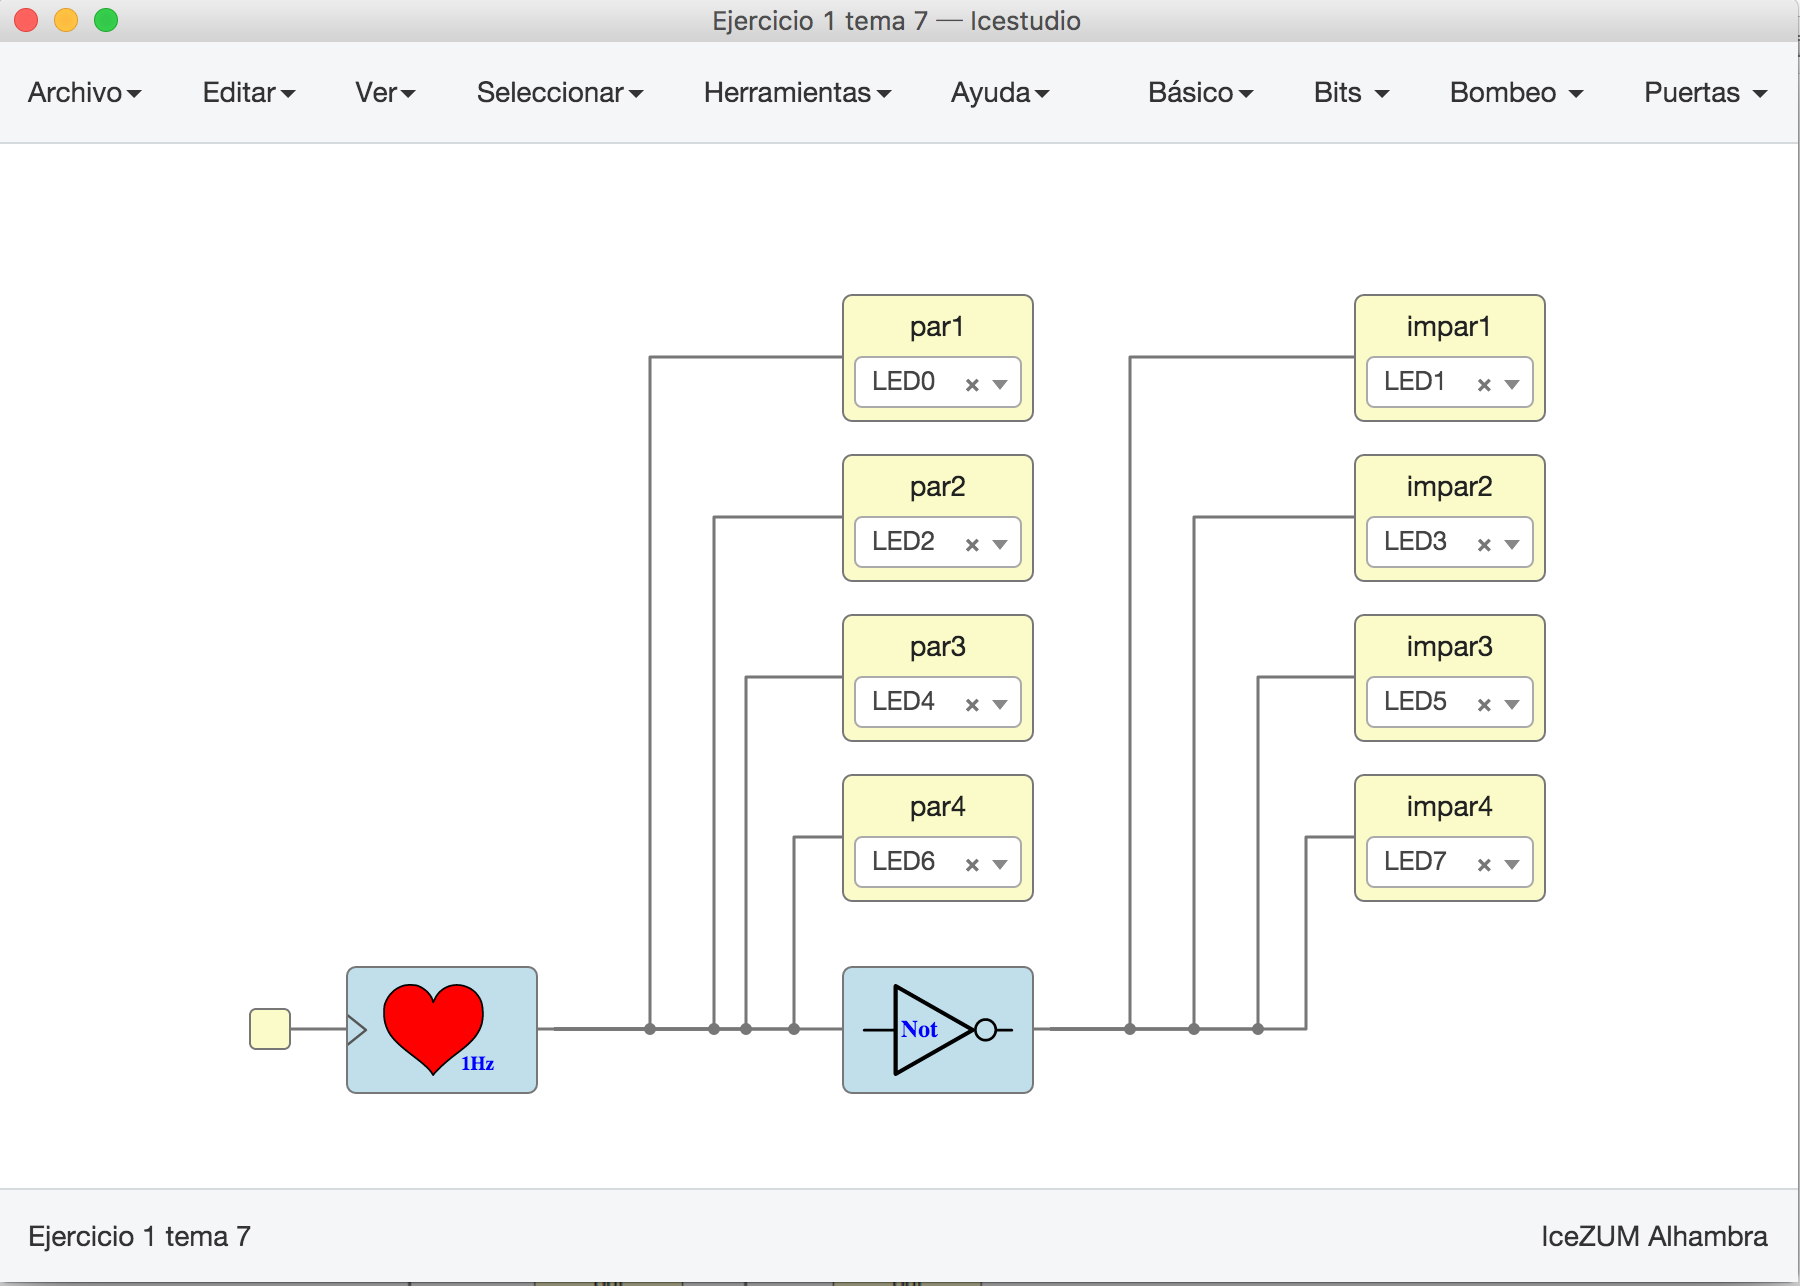 Ejercicio 1 tema 7 — Icestudio
Archivo Editar Ver Seleccionar Herramientas Ayuda Básico Bits Bombeo Puertas
par1 impar1
LED0 LED1
par2 impar2
LED2 LED3
par3 impar3
LED4 LED5
par4 impar4
LED6 LED7
Not
1Hz
Ejercicio 1 tema 7 IceZUM Alhambra